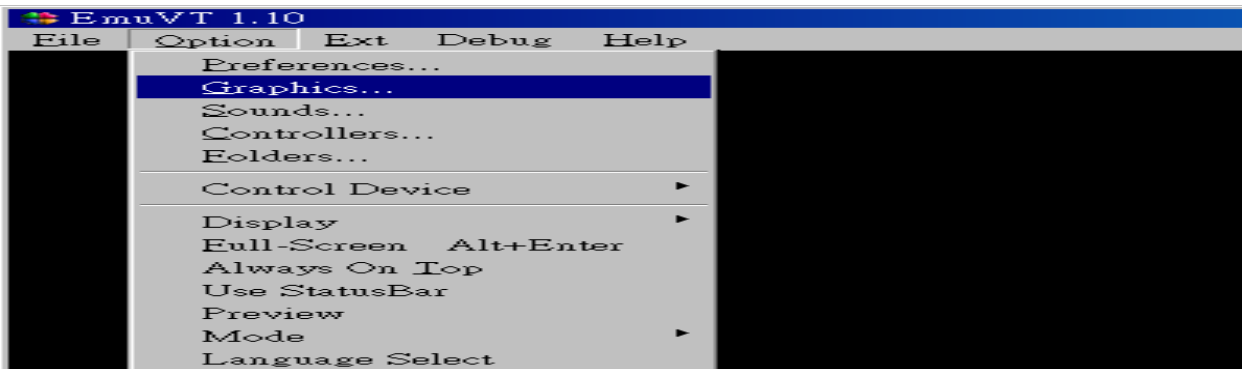 EmuVT 1.10
File Option Ext Debug Help
Preferences...
Graphics...
Sounds...
Controllers...
Folders...
Control Device
Display
Full-Screen Alt+Enter
Always On Top
Use StatusBar
Preview
Mode
Language Select